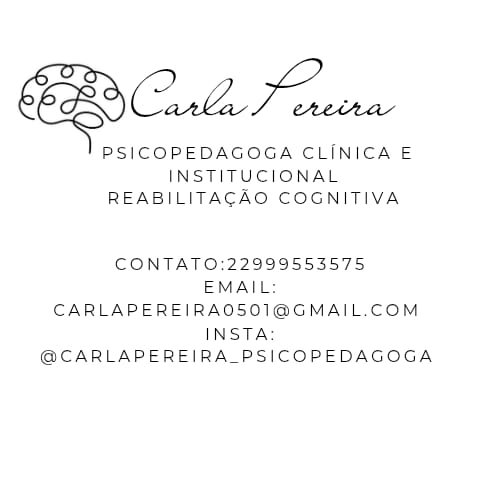 Carla Pereira
PSICOPEDAGOGA CLÍNICA E
INSTITUCIONAL
REABILITAÇÃO COGNITIVA
CONTATO:22999553575
EMAIL:
CARLAPEREIRA0501@GMAIL.COM
INSTA:
@CARLAPEREIRA_PSICOPEDAGOGA